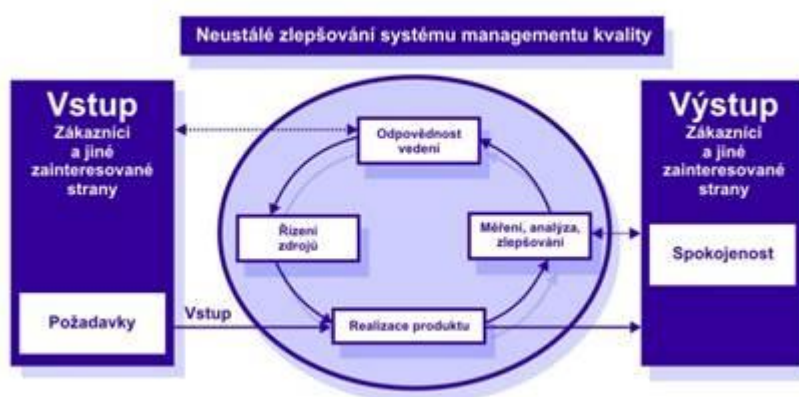 Neustálé zlepšování systému managementu kvality
Vstup
Zákazníci
a jiné
zainteresované
strany
Požadavky
Vstup
Odpovědnost
vedení
Řízení
zdrojů
Měření, analýza,
zlepšování
Realizace produktu
Výstup
Zákazníci
a jiné
zainteresované
strany
Spokojenost